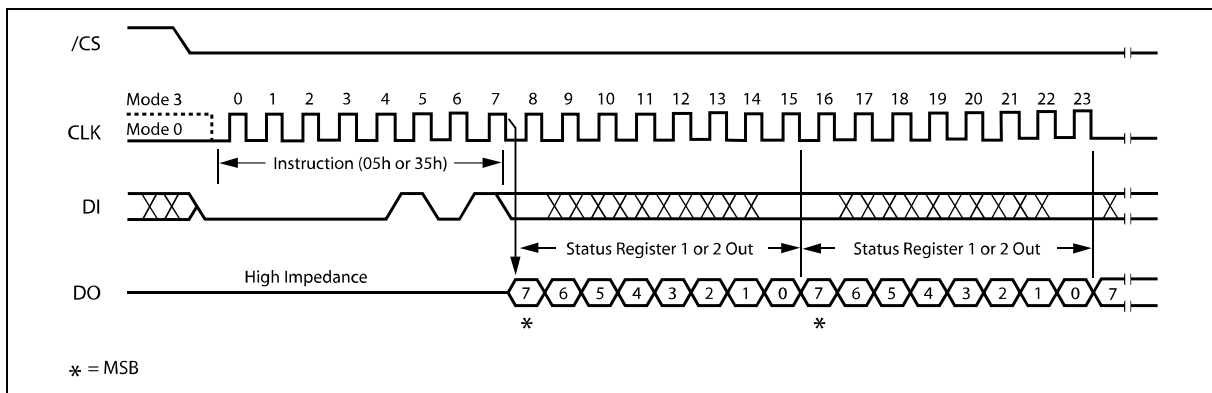 /CS
Mode 3 0 1 2 3 4 5 6 7 8 9 10 11 12 13 14 15 16 17 18 19 20 21 22 23
CLK Mode 0
Instruction (05h or 35h)
DI
Status Register 1 or 2 Out Status Register 1 or 2 Out
High Impedance
DO 7 6 5 4 3 2 1 0 7 6 5 4 3 2 1 0 7
* *
* = MSB